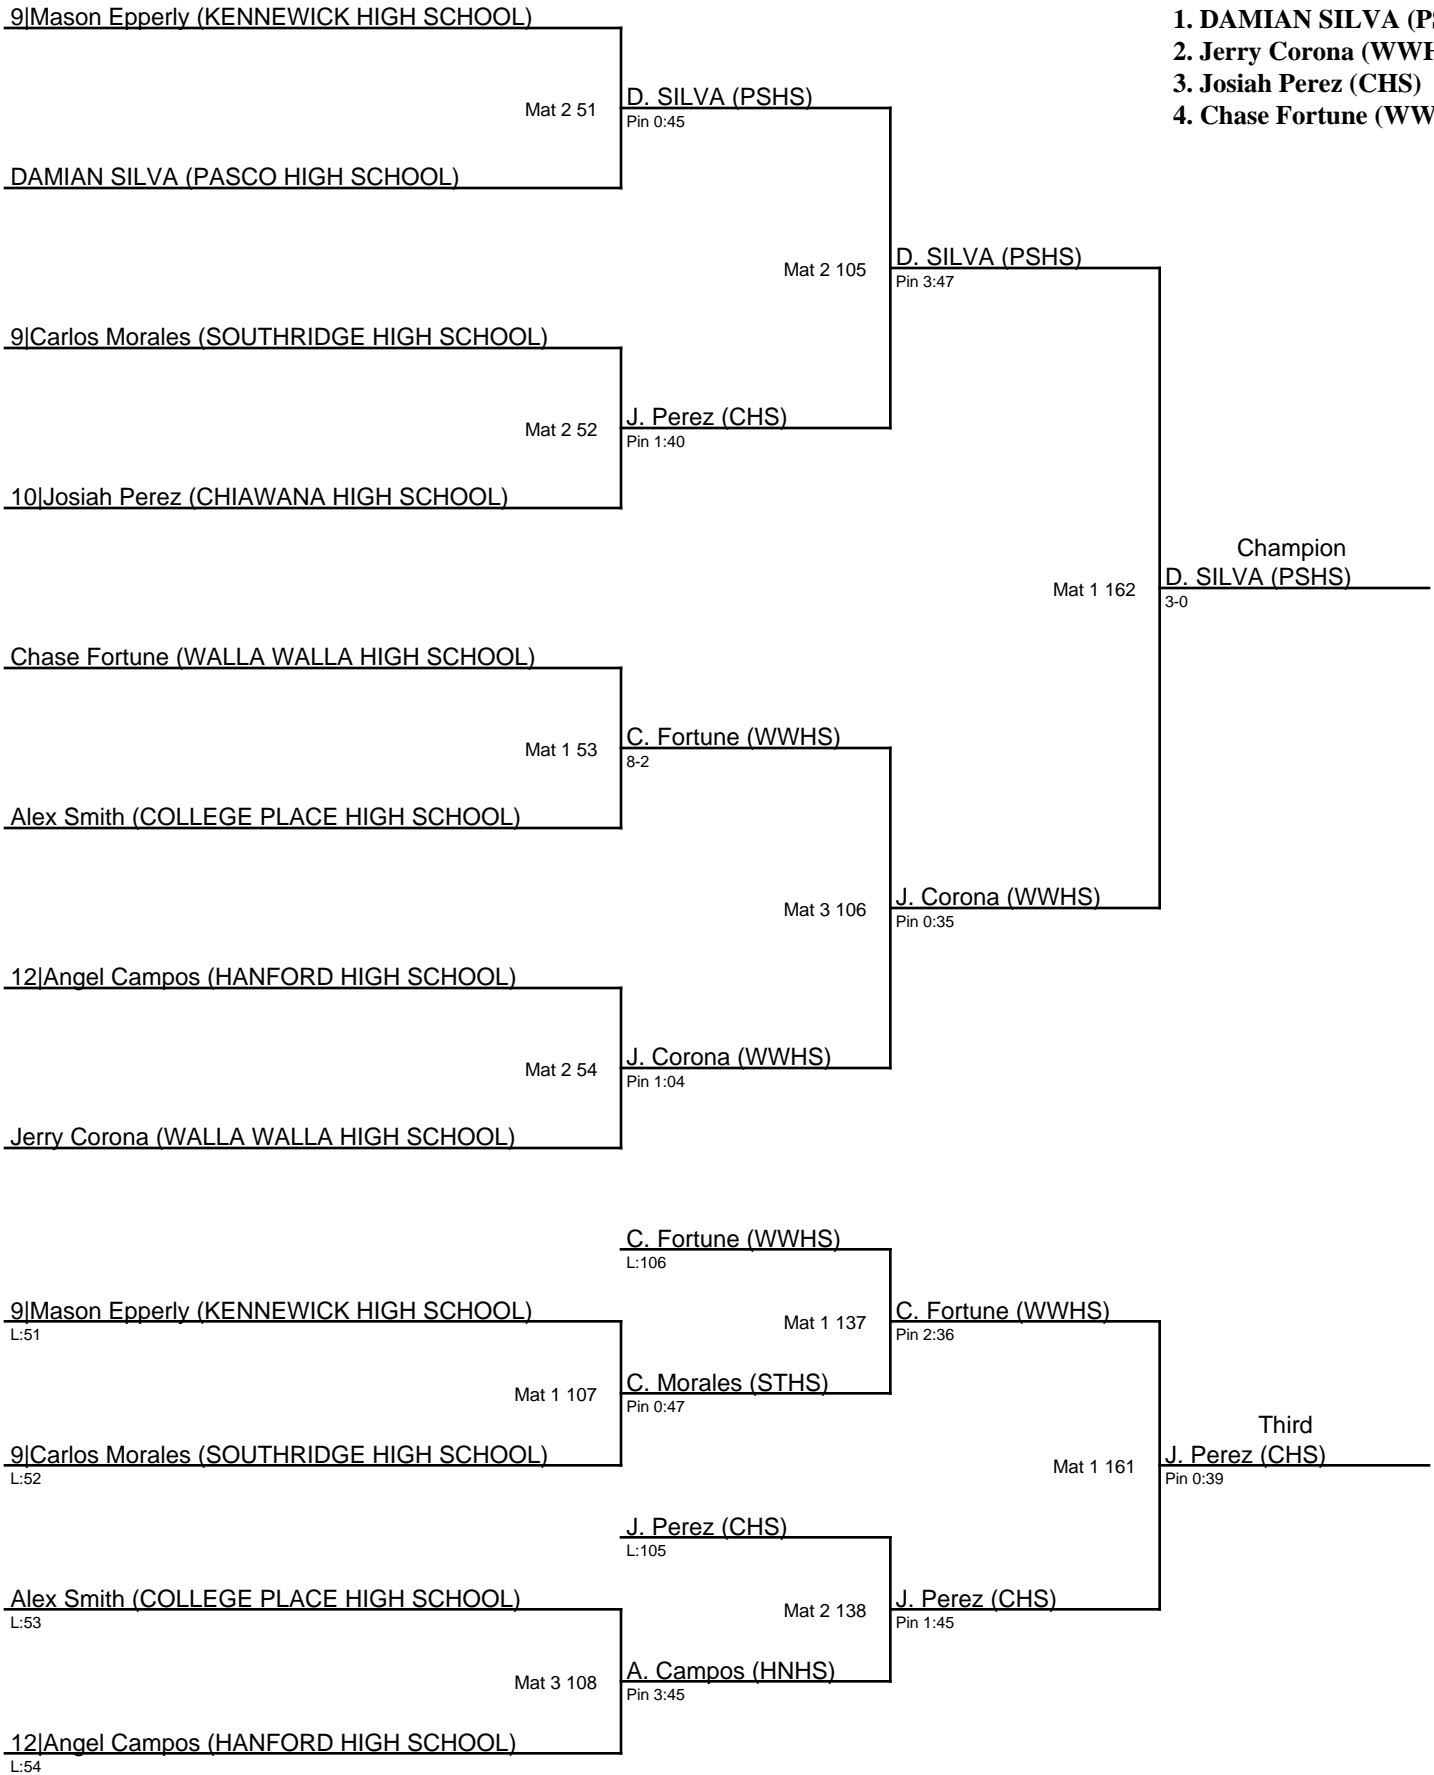 9|Mason Epperly (KENNEWICK HIGH SCHOOL)
1. DAMIAN SILVA (PS
2. Jerry Corona (WWH
3. Josiah Perez (CHS)
4. Chase Fortune (WW
D. SILVA (PSHS)
Mat 2 51
Pin 0:45
DAMIAN SILVA (PASCO HIGH SCHOOL)
D. SILVA (PSHS)
Mat 2 105
Pin 3:47
9|Carlos Morales (SOUTHRIDGE HIGH SCHOOL)
J. Perez (CHS)
Mat 2 52
Pin 1:40
10|Josiah Perez (CHIAWANA HIGH SCHOOL)
Champion
D. SILVA (PSHS)
Mat 1 162
3-0
Chase Fortune (WALLA WALLA HIGH SCHOOL)
C. Fortune (WWHS)
Mat 1 53
8-2
Alex Smith (COLLEGE PLACE HIGH SCHOOL)
J. Corona (WWHS)
Mat 3 106
Pin 0:35
12|Angel Campos (HANFORD HIGH SCHOOL)
J. Corona (WWHS)
Mat 2 54
Pin 1:04
Jerry Corona (WALLA WALLA HIGH SCHOOL)
C. Fortune (WWHS)
L:106
9|Mason Epperly (KENNEWICK HIGH SCHOOL)
L:51
C. Fortune (WWHS)
Mat 1 137
Pin 2:36
C. Morales (STHS)
Mat 1 107
Pin 0:47
9|Carlos Morales (SOUTHRIDGE HIGH SCHOOL)
L:52
Third
J. Perez (CHS)
Mat 1 161
Pin 0:39
J. Perez (CHS)
L:105
Alex Smith (COLLEGE PLACE HIGH SCHOOL)
L:53
J. Perez (CHS)
Mat 2 138
Pin 1:45
A. Campos (HNHS)
Mat 3 108
Pin 3:45
12|Angel Campos (HANFORD HIGH SCHOOL)
L:54